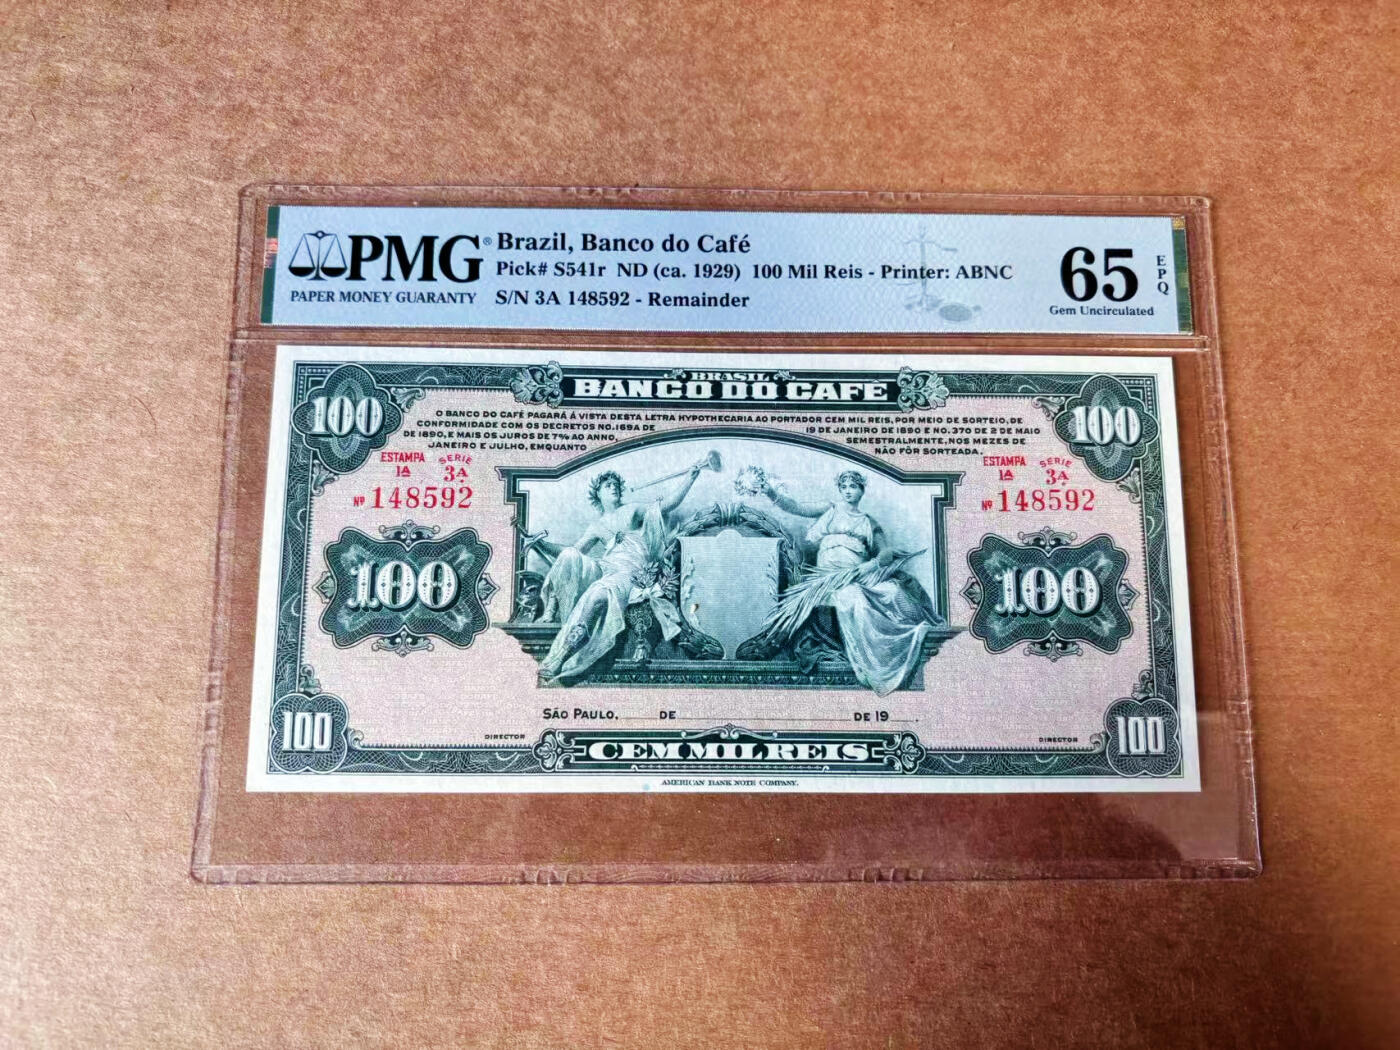 PMG®
PAPER MONEY GUARANTY
Brazil, Banco do Café
Pick# S541r ND (ca. 1929) 100 Mil Reis - Printer: ABNC
S/N 3A 148592 - Remainder
65
EPQ
Gem Uncirculated
BRASIL
BANCO DO CAFÉ
100
100
O BANCO DO CAFÉ PAGARÁ Á VISTA DESTA LETRA HYPOTHECARIA AO PORTADOR CEM MIL REIS, POR MEIO DE SORTEIO, DE
CONFORMIDADE COM OS DECRETOS NO. 169A DE 19 DE JANEIRO DE 1890 E NO. 370 DE 2 DE MAIO
DE 1890, E MAIS OS JUROS DE 7% AO ANNO, SEMESTRALMENTE, NOS MEZES DE
JANEIRO E JULHO, EMQUANTO NÃO FÔR SORTEADA.
ESTAMPA SERIE
1A 3A
Nº 148592
ESTAMPA SERIE
1A 3A
Nº 148592
100
100
SÃO PAULO, DE DE 19 .
100
100
DIRECTOR
DIRECTOR
CEM MIL REIS
AMERICAN BANK NOTE COMPANY.